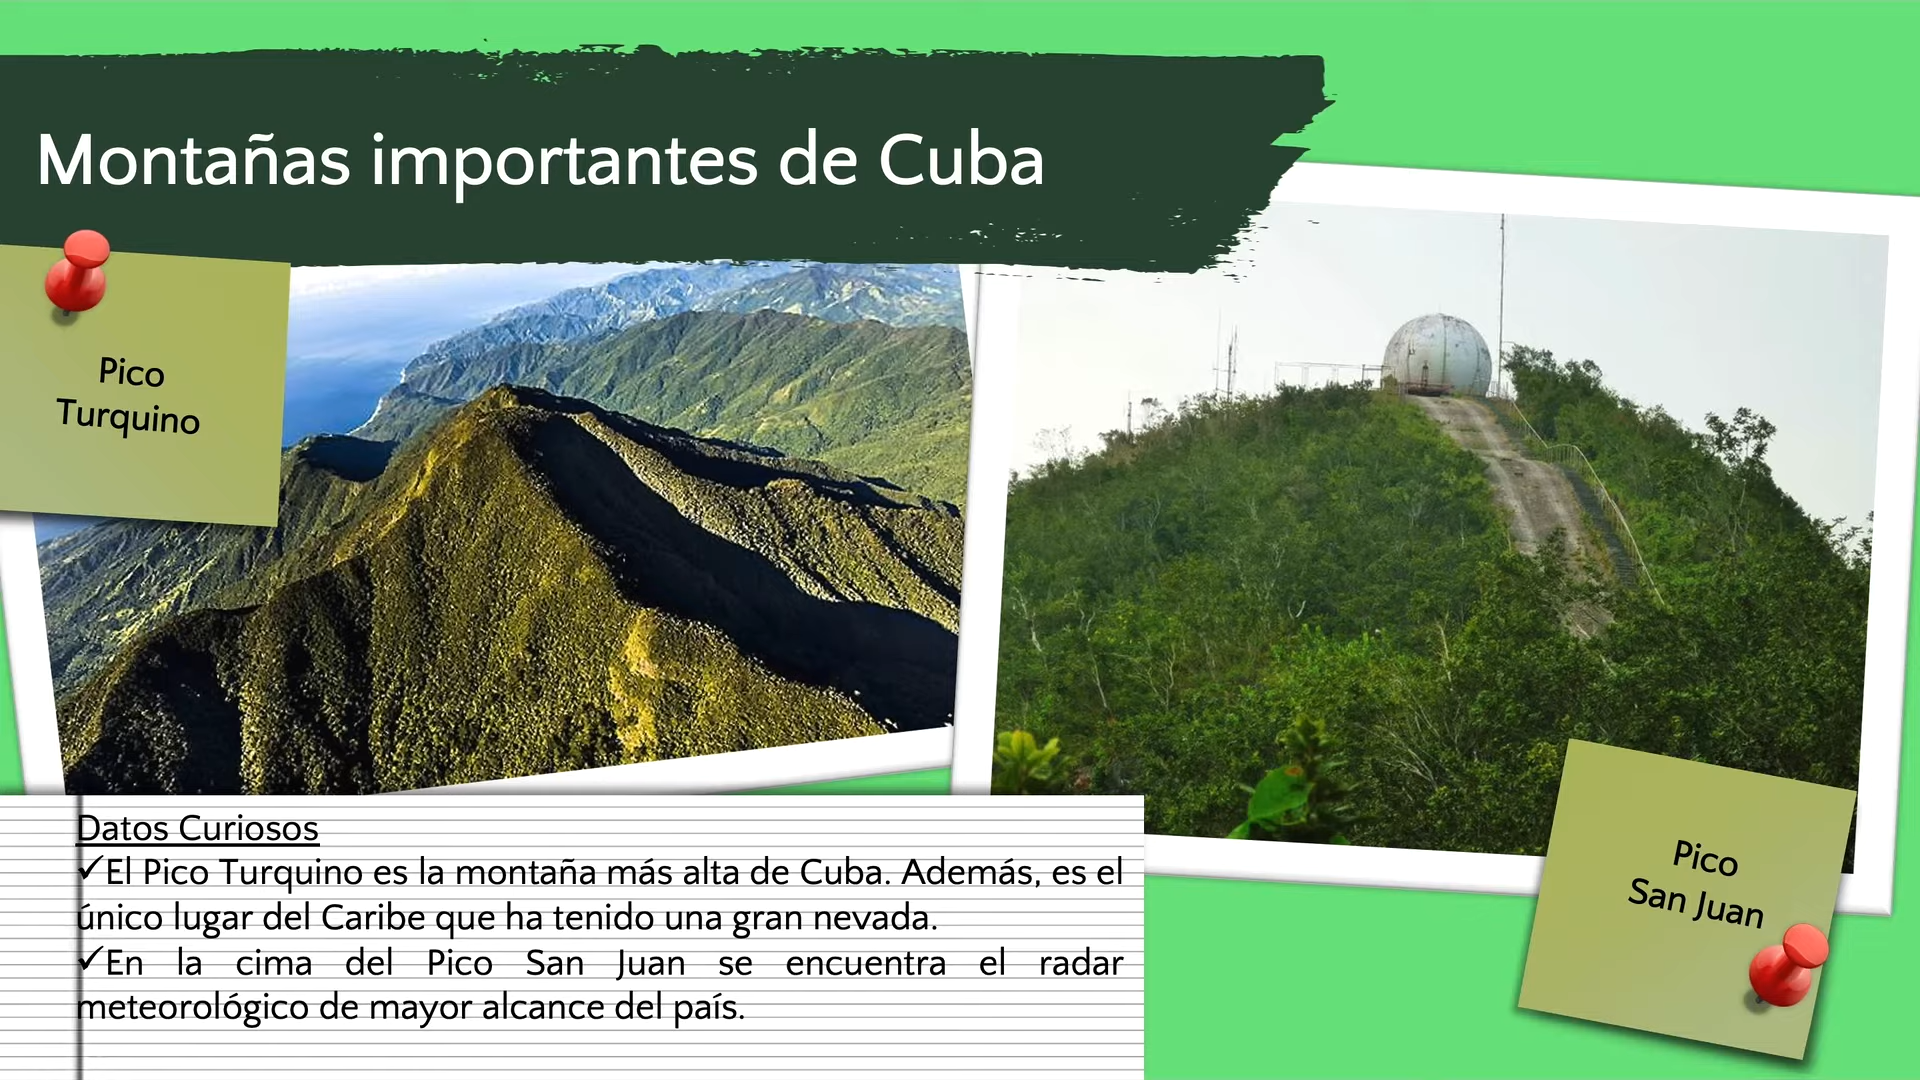 Montañas importantes de Cuba
Pico
Turquino
Datos Curiosos
✓El Pico Turquino es la montaña más alta de Cuba. Además, es el
único lugar del Caribe que ha tenido una gran nevada.
✓En la cima del Pico San Juan se encuentra el radar
meteorológico de mayor alcance del país.
Pico
San Juan